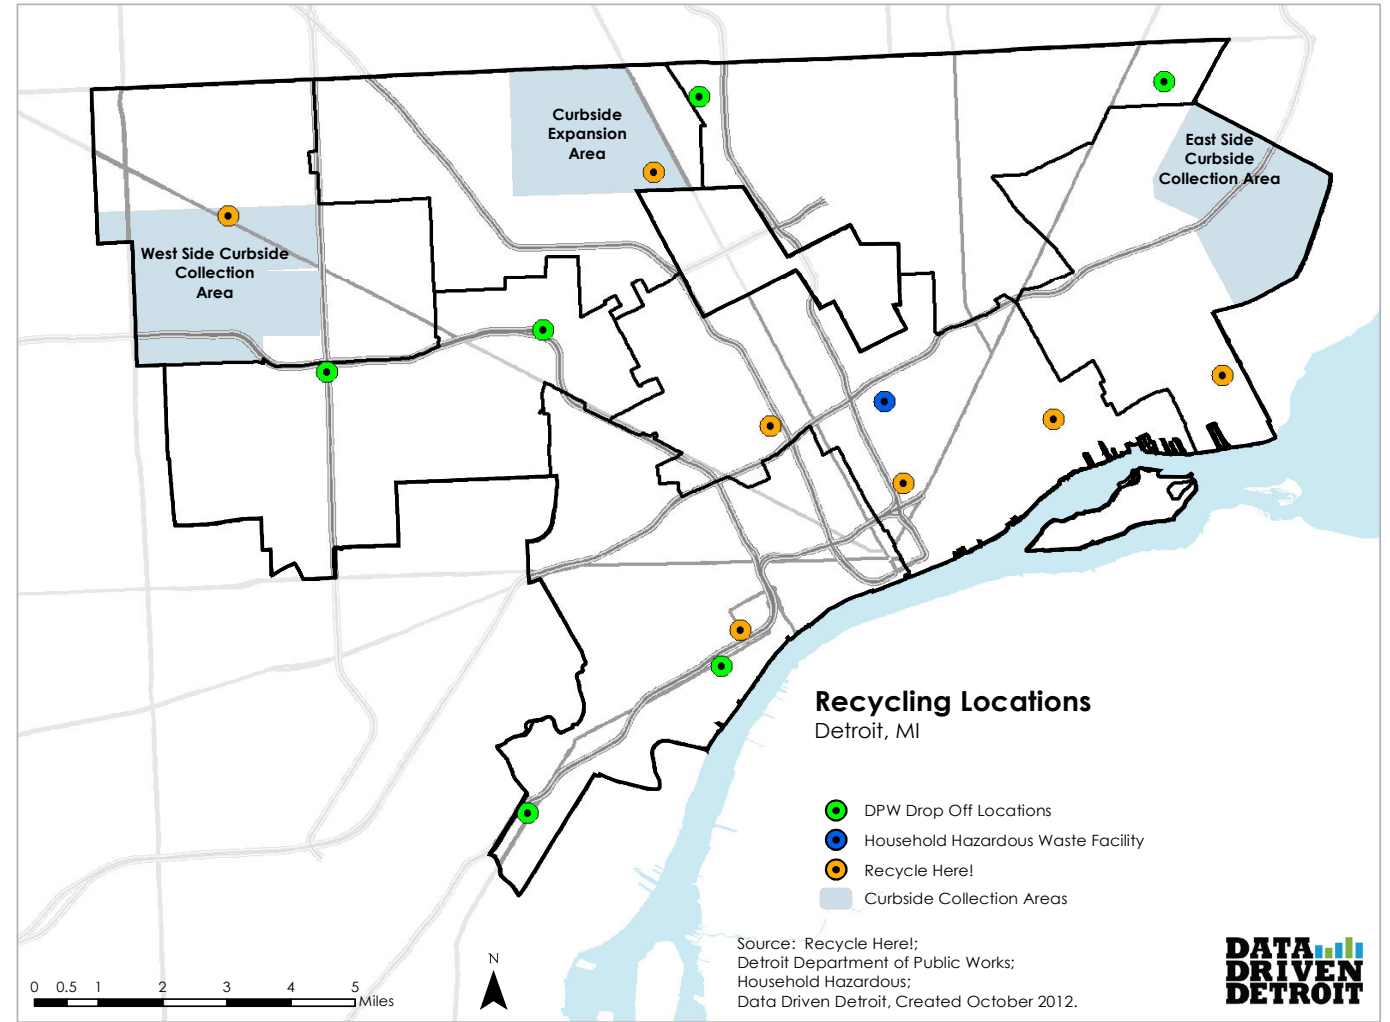 Curbside
Expansion
Area
East Side
Curbside
Collection Area
West Side Curbside
Collection
Area
Recycling Locations
Detroit, MI
DPW Drop Off Locations
Household Hazardous Waste Facility
Recycle Here!
Curbside Collection Areas
Source: Recycle Here!;
Detroit Department of Public Works;
Household Hazardous;
Data Driven Detroit, Created October 2012.
N
0 0.5 1 2 3 4 5
Miles
DATA
DRIVEN
DETROIT